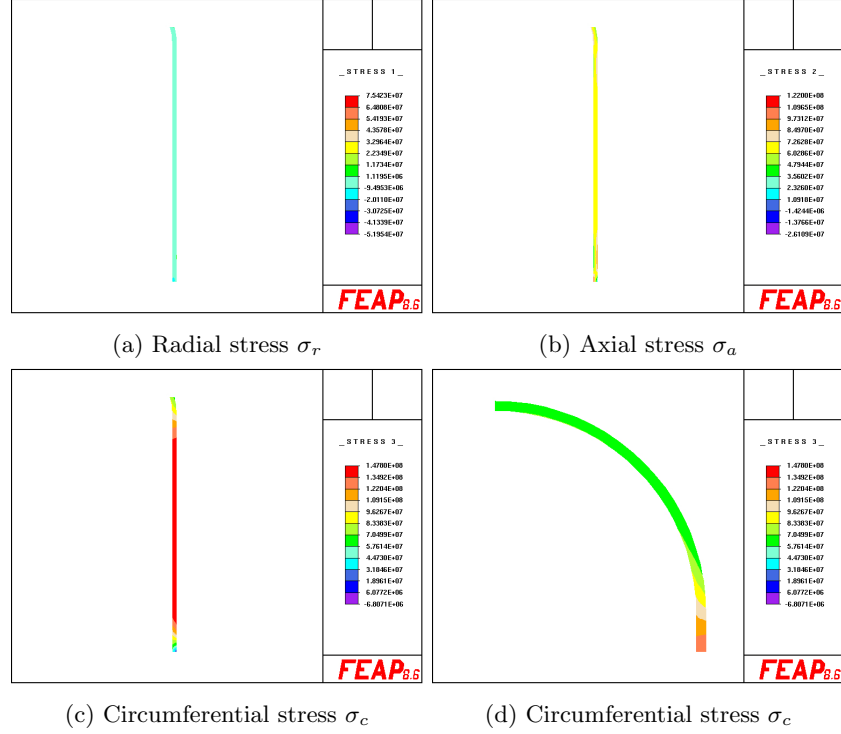 _STRESS 1_
7.5423E+07
6.4808E+07
5.4193E+07
4.3578E+07
3.2964E+07
2.2349E+07
1.1734E+07
1.1195E+06
-9.4953E+06
-2.0110E+07
-3.0725E+07
-4.1339E+07
-5.1954E+07
FEAP8.6
(a) Radial stress σr
_STRESS 2_
1.2200E+08
1.0965E+08
9.7312E+07
8.4970E+07
7.2628E+07
6.0286E+07
4.7944E+07
3.5602E+07
2.3260E+07
1.0918E+07
-1.4244E+06
-1.3766E+07
-2.6109E+07
FEAP8.6
(b) Axial stress σa
_STRESS 3_
1.4780E+08
1.3492E+08
1.2204E+08
1.0915E+08
9.6267E+07
8.3383E+07
7.0499E+07
5.7614E+07
4.4730E+07
3.1846E+07
1.8961E+07
6.0772E+06
-6.8071E+06
FEAP8.6
(c) Circumferential stress σc
_STRESS 3_
1.4780E+08
1.3492E+08
1.2204E+08
1.0915E+08
9.6267E+07
8.3383E+07
7.0499E+07
5.7614E+07
4.4730E+07
3.1846E+07
1.8961E+07
6.0772E+06
-6.8071E+06
FEAP8.6
(d) Circumferential stress σc